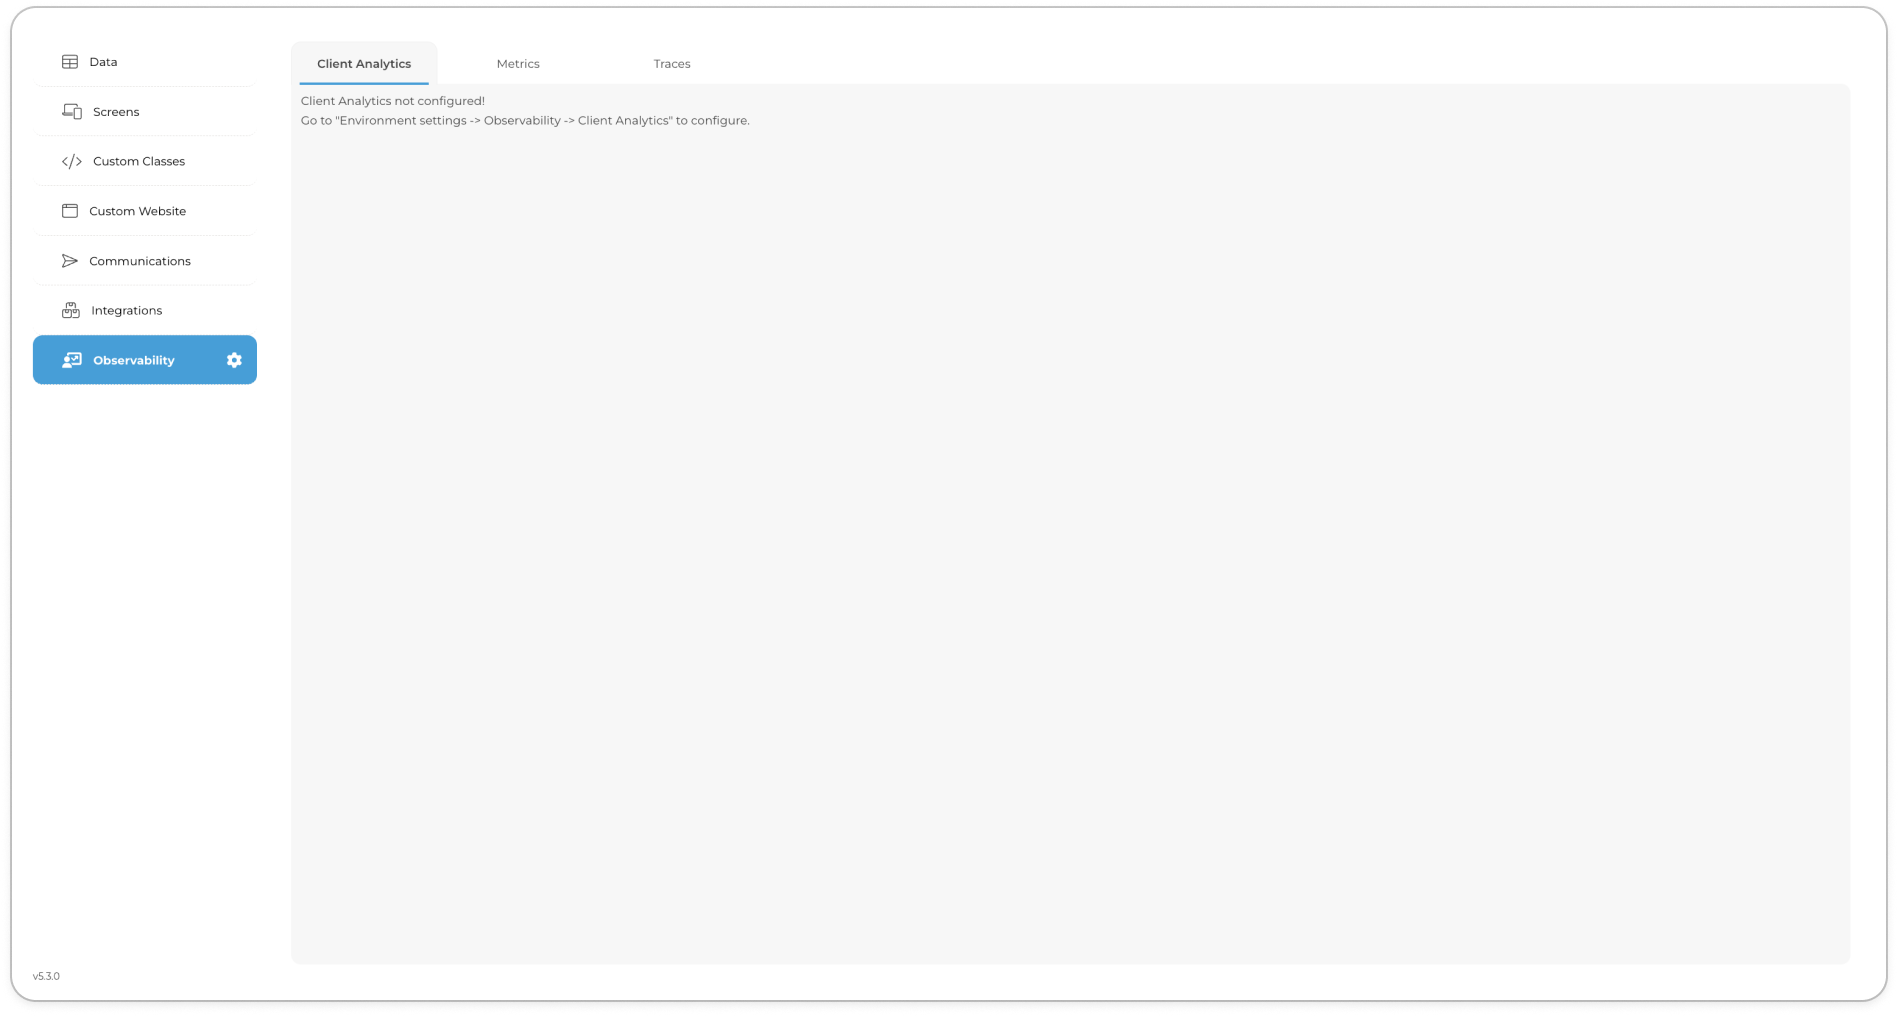 Data
Screens
Custom Classes
Custom Website
Communications
Integrations
Observability
v5.3.0
Client Analytics
Metrics
Traces
Client Analytics not configured!
Go to "Environment settings -> Observability -> Client Analytics" to configure.